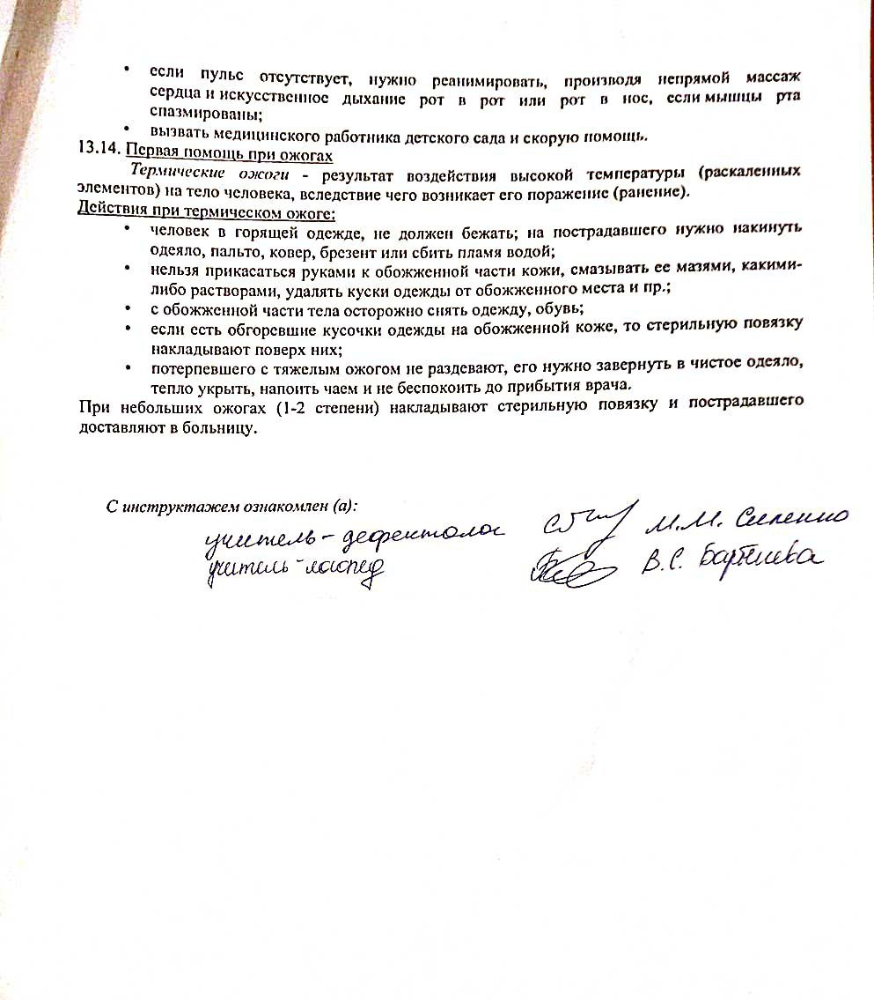 • если пульс отсутствует, нужно реанимировать, производя непрямой массаж
сердца и искусственное дыхание рот в рот или рот в нос, если мышцы рта
спазмированы;
• вызвать медицинского работника детского сада и скорую помощь.
13.14. Первая помощь при ожогах
Термические ожоги - результат воздействия высокой температуры (раскаленных
элементов) на тело человека, вследствие чего возникает его поражение (ранение).
Действия при термическом ожоге:
• человек в горящей одежде, не должен бежать; на пострадавшего нужно накинуть
одеяло, пальто, ковер, брезент или сбить пламя водой;
• нельзя прикасаться руками к обожженной части кожи, смазывать ее мазями, какими-
либо растворами, удалять куски одежды от обожженного места и пр.;
• с обожженной части тела осторожно снять одежду, обувь;
• если есть обгоревшие кусочки одежды на обожженной коже, то стерильную повязку
накладывают поверх них;
• потерпевшего с тяжелым ожогом не раздевают, его нужно завернуть в чистое одеяло,
тепло укрыть, напоить чаем и не беспокоить до прибытия врача.
При небольших ожогах (1-2 степени) накладывают стерильную повязку и пострадавшего
доставляют в больницу.
С инструктажем ознакомлен (а):
учитель - дефектолог М.М.
учитель - логопед В.С.